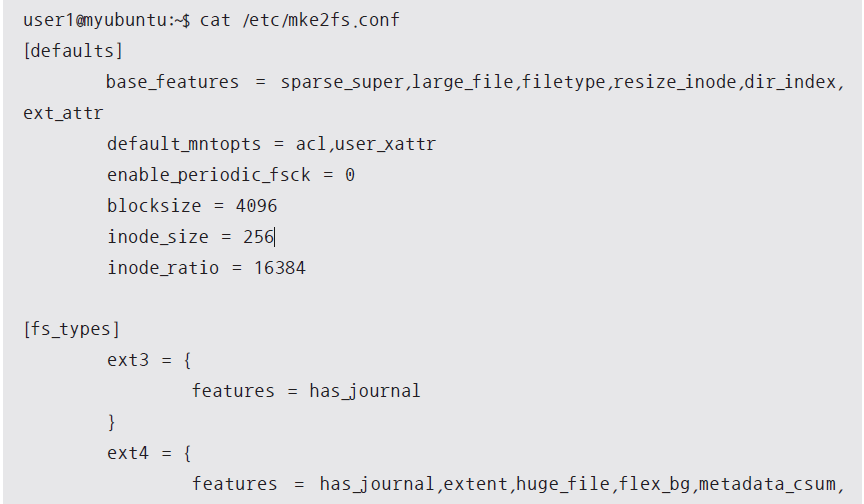 user1@myubuntu:~$ cat /etc/mke2fs.conf
[defaults]
base_features = sparse_super,large_file,filetype,resize_inode,dir_index,
ext_attr
default_mntopts = acl,user_xattr
enable_periodic_fsck = 0
blocksize = 4096
inode_size = 256
inode_ratio = 16384
[fs_types]
ext3 = {
features = has_journal
}
ext4 = {
features = has_journal,extent,huge_file,flex_bg,metadata_csum,